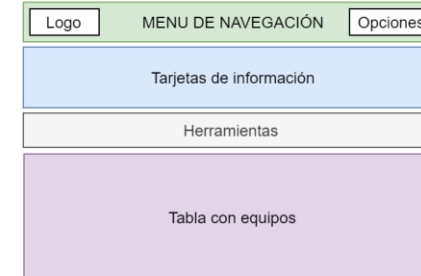 Logo MENU DE NAVEGACIÓN Opciones
Tarjetas de información
Herramientas
Tabla con equipos